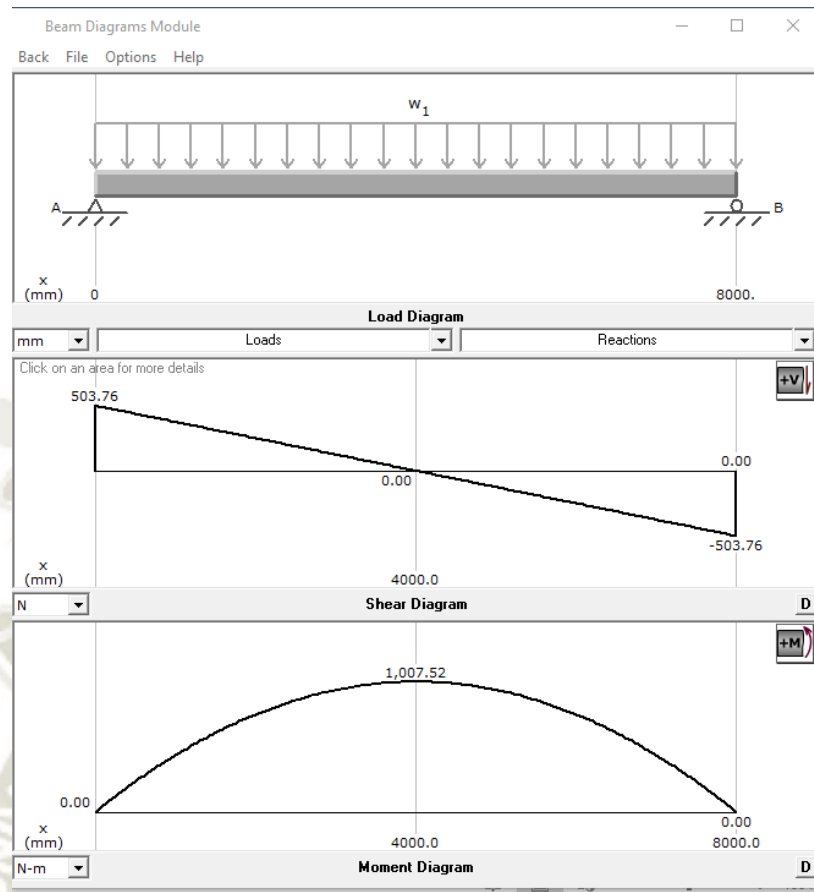 Beam Diagrams Module
Back File Options Help
w1
A
B
x
(mm) 0 8000.
Load Diagram
mm Loads Reactions
Click on an area for more details
+V
503.76
0.00
0.00
-503.76
x
(mm) 4000.0
N Shear Diagram D
+M
1,007.52
0.00
0.00
x
(mm) 4000.0 8000.0
N-m Moment Diagram D